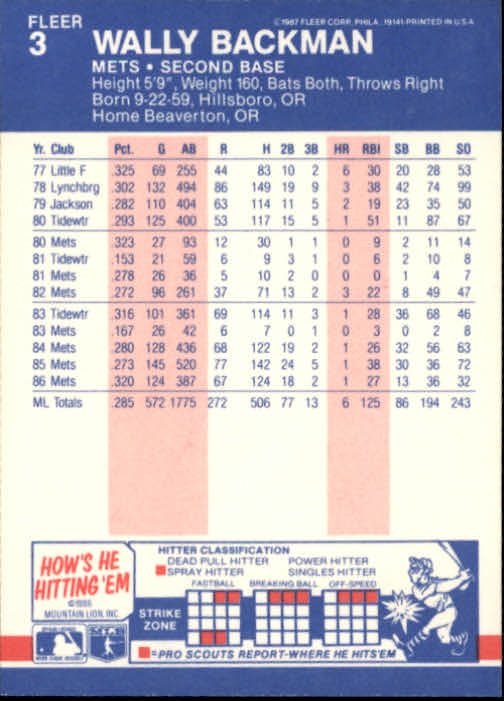 FLEER
3
©1987 FLEER CORP. PHILA. 19141-PRINTED IN U.S.A.
WALLY BACKMAN
METS • SECOND BASE
Height 5'9", Weight 160, Bats Both, Throws Right
Born 9-22-59, Hillsboro, OR
Home Beaverton, OR
Yr. Club Pct. G AB R H 2B 3B HR RBI SB BB SO
77 Little F .325 69 255 44 83 10 2 6 30 20 28 53
78 Lynchbrg .302 132 494 86 149 19 9 3 38 42 74 99
79 Jackson .282 110 404 63 114 11 5 2 19 23 35 50
80 Tidewtr .293 125 400 53 117 15 5 1 51 11 87 67
80 Mets .323 27 93 12 30 1 1 0 9 2 11 14
81 Tidewtr .153 21 59 6 9 3 1 0 6 2 10 8
81 Mets .278 26 36 5 10 2 0 0 0 1 4 7
82 Mets .272 96 261 37 71 13 2 3 22 8 49 47
83 Tidewtr .316 101 361 69 114 11 3 1 28 36 68 46
83 Mets .167 26 42 6 7 0 1 0 3 0 2 8
84 Mets .280 128 436 68 122 19 2 1 26 32 56 63
85 Mets .273 145 520 77 142 24 5 1 38 30 36 72
86 Mets .320 124 387 67 124 18 2 1 27 13 36 32
ML Totals .285 572 1775 272 506 77 13 6 125 86 194 243
HOW'S HE
HITTING 'EM
©1986
MOUNTAIN LION, INC
HITTER CLASSIFICATION
DEAD PULL HITTER POWER HITTER
SPRAY HITTER SINGLES HITTER
FASTBALL BREAKING BALL OFF-SPEED
STRIKE
ZONE
=PRO SCOUTS REPORT-WHERE HE HITS'EM